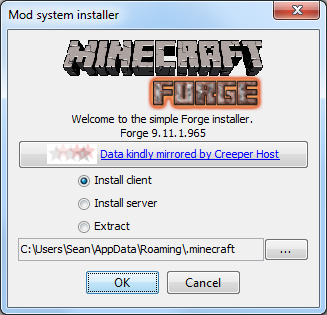 Mod system installer
MINECRAFT
FORGE
Welcome to the simple Forge installer.
Forge 9.11.1.965
Data kindly mirrored by Creeper Host
Install client
Install server
Extract
C:\Users\Sean\AppData\Roaming\.minecraft
...
OK
Cancel